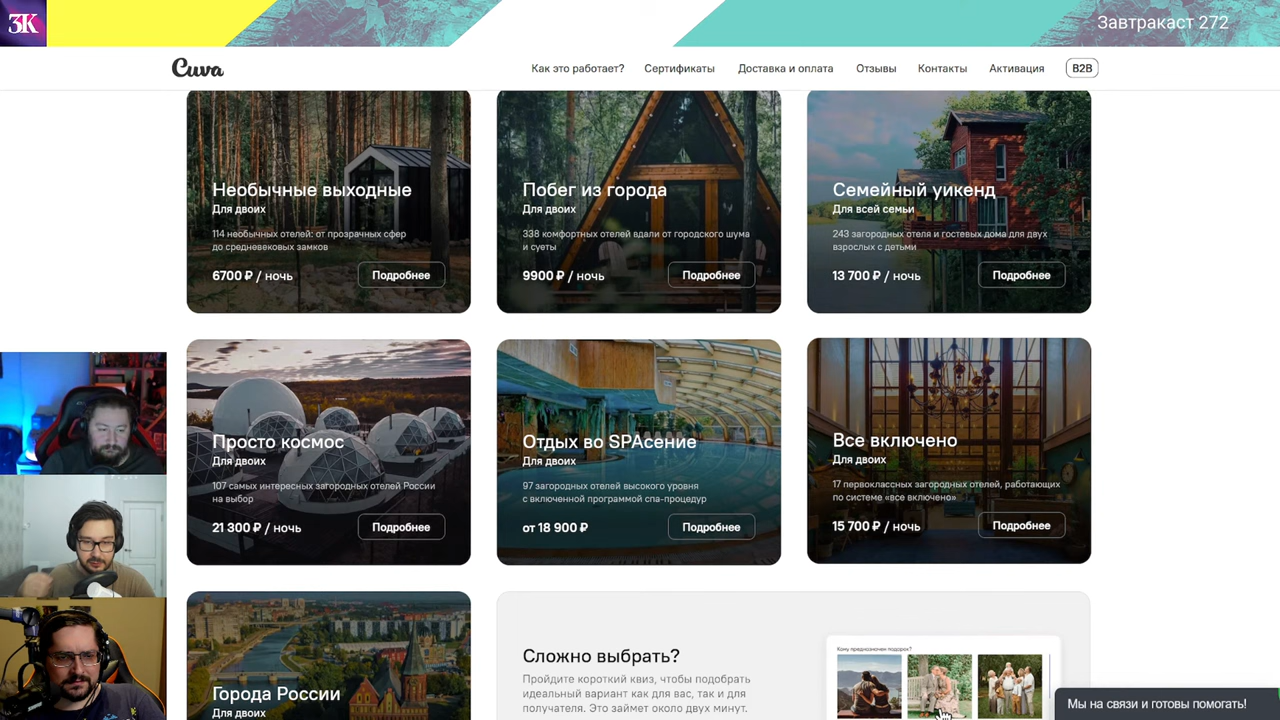 3K
Завтракаст 272
Cuva
Как это работает?
Сертификаты
Доставка и оплата
Отзывы
Контакты
Активация
B2B
Необычные выходные
Для двоих
114 необычных отелей: от прозрачных сфер
до средневековых замков
6700 ₽ / ночь
Подробнее
Побег из города
Для двоих
338 комфортных отелей вдали от городского шума
и суеты
9900 ₽ / ночь
Подробнее
Семейный уикенд
Для всей семьи
243 загородных отеля и гостевых дома для двух
взрослых с детьми
13 700 ₽ / ночь
Подробнее
Просто космос
Для двоих
107 самых интересных загородных отелей России
на выбор
21 300 ₽ / ночь
Подробнее
Отдых во SPAсение
Для двоих
97 загородных отелей высокого уровня
с включенной программой спа-процедур
от 18 900 ₽
Подробнее
Все включено
Для двоих
17 первоклассных загородных отелей, работающих
по системе «все включено»
15 700 ₽ / ночь
Подробнее
Города России
Для двоих
Сложно выбрать?
Пройдите короткий квиз, чтобы подобрать
идеальный вариант как для вас, так и для
получателя. Это займет около двух минут.
Кому предназначен подарок?
Мы на связи и готовы помогать!